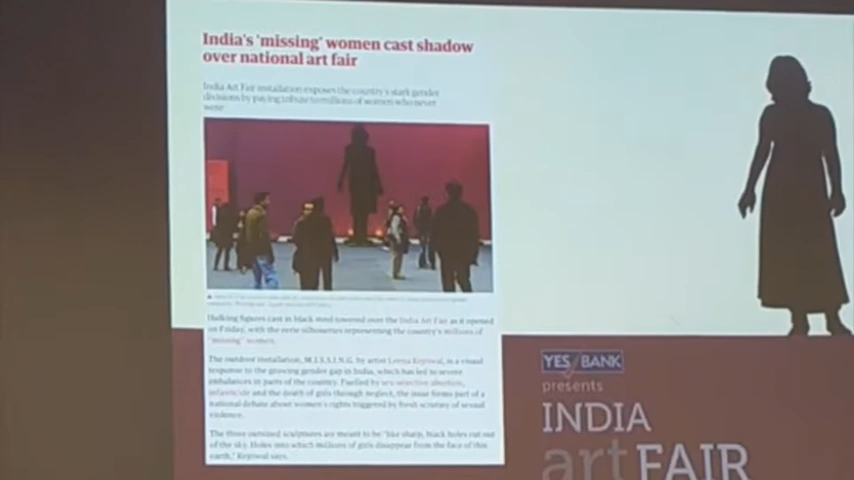 India's 'missing' women cast shadow
over national art fair
India Art Fair installation exposes the country's stark gender
divisions by paying tribute to millions of women who never
were
Hulking figures cast in black steel towered over the India Art Fair as it opened
on Friday, with the eerie silhouettes representing the country's millions of
"missing" women.
The outdoor installation, M.I.S.S.I.N.G. by artist Leena Kejriwal, is a visual
response to the growing gender gap in India, which has led to severe
imbalances in parts of the country. Fuelled by sex-selective abortion,
infanticide and the death of girls through neglect, the issue forms part of a
national debate about women's rights triggered by fresh scrutiny of sexual
violence.
The three outsized sculptures are meant to be "like sharp, black holes cut out
of the sky. Holes into which millions of girls disappear from the face of this
earth," Kejriwal says.
YES BANK
presents
INDIA
art FAIR